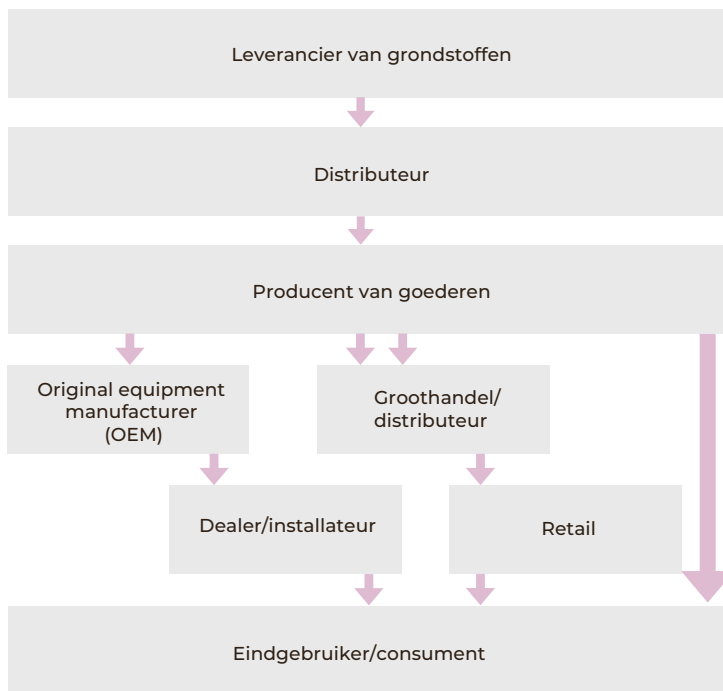 Leverancier van grondstoffen
Distributeur
Producent van goederen
Original equipment
manufacturer
(OEM)
Groothandel/
distributeur
Dealer/installateur
Retail
Eindgebruiker/consument